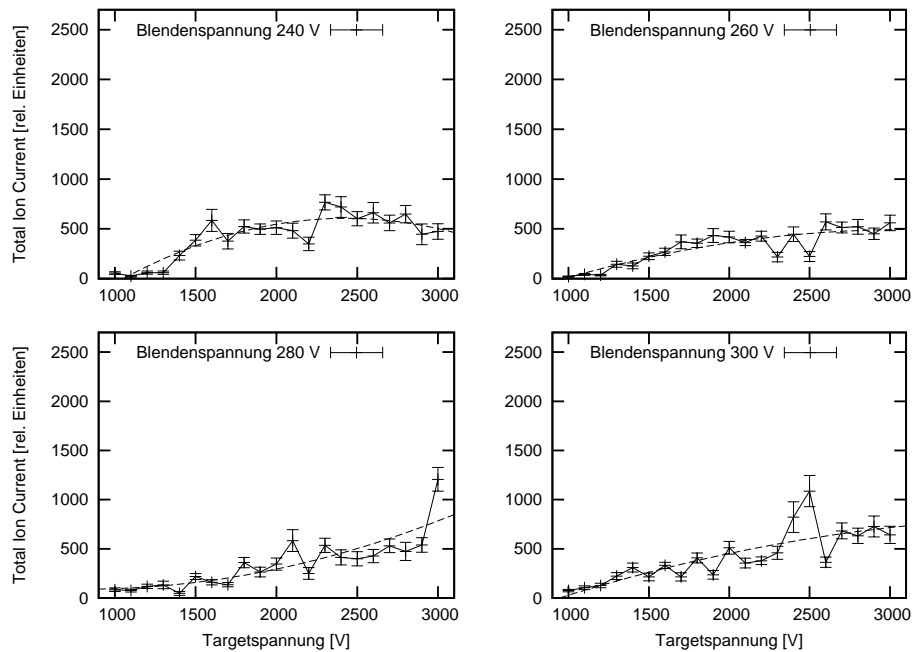 Total Ion Current [rel. Einheiten]
Blendenspannung 240 V
2500
2000
1500
1000
500
0
1000 1500 2000 2500 3000
Blendenspannung 260 V
2500
2000
1500
1000
500
0
1000 1500 2000 2500 3000
Total Ion Current [rel. Einheiten]
Blendenspannung 280 V
2500
2000
1500
1000
500
0
1000 1500 2000 2500 3000
Targetspannung [V]
Blendenspannung 300 V
2500
2000
1500
1000
500
0
1000 1500 2000 2500 3000
Targetspannung [V]